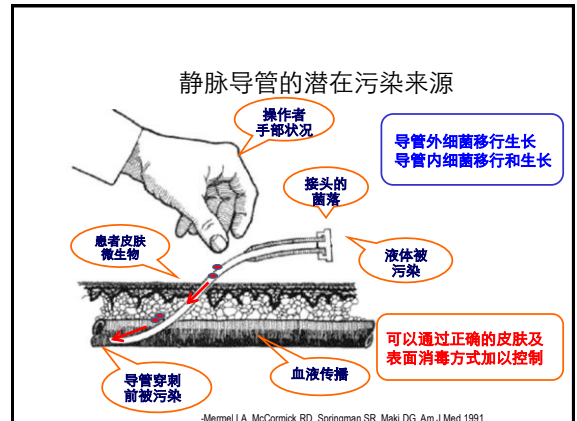 静脉导管的潜在污染来源
操作者
手部状况
导管外细菌移行生长
导管内细菌移行和生长
接头的
菌落
患者皮肤
微生物
液体被
污染
可以通过正确的皮肤及
表面消毒方式加以控制
导管穿刺
前被污染
血液传播
-Mermel LA, McCormick RD, Springman SR, Maki DG. Am J Med 1991